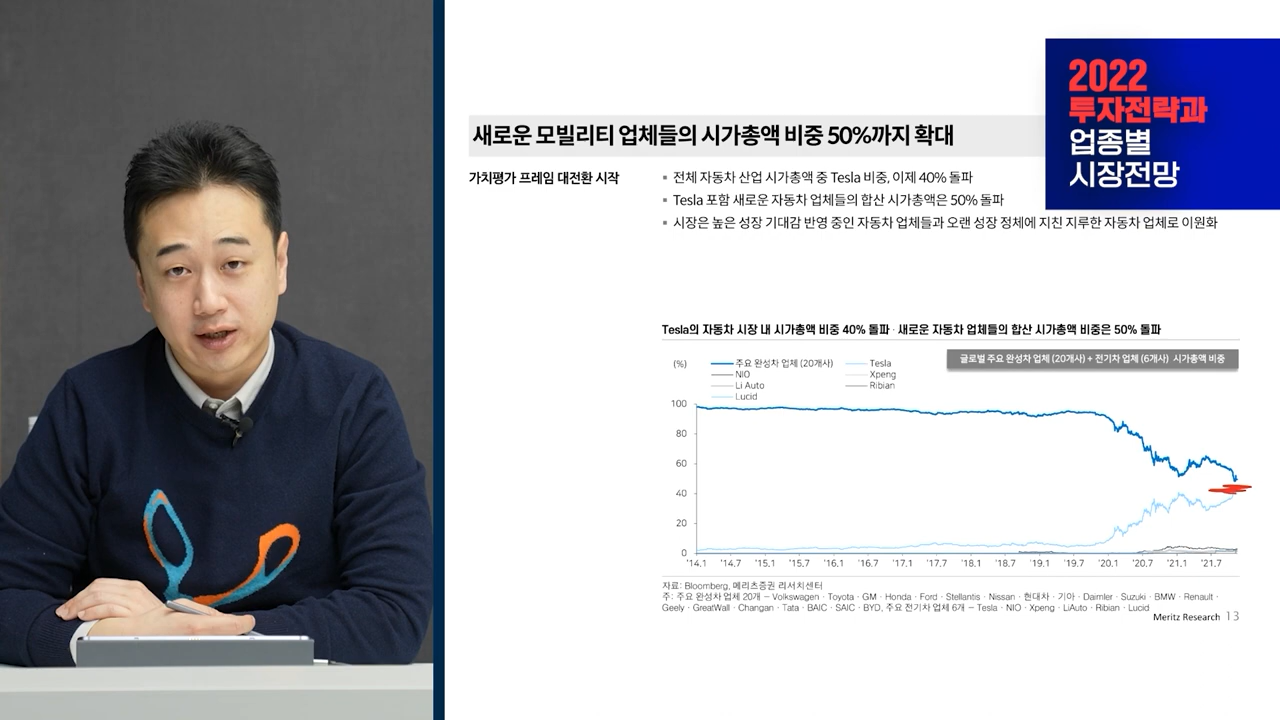 2022
투자전략과
업종별
시장전망
새로운 모빌리티 업체들의 시가총액 비중 50%까지 확대
가치평가 프레임 대전환 시작
▪ 전체 자동차 산업 시가총액 중 Tesla 비중, 이제 40% 돌파
▪ Tesla 포함 새로운 자동차 업체들의 합산 시가총액은 50% 돌파
▪ 시장은 높은 성장 기대감 반영 중인 자동차 업체들과 오랜 성장 정체에 지친 지루한 자동차 업체로 이원화
Tesla의 자동차 시장 내 시가총액 비중 40% 돌파 · 새로운 자동차 업체들의 합산 시가총액 비중은 50% 돌파
글로벌 주요 완성차 업체 (20개사) + 전기차 업체 (6개사) 시가총액 비중
(%)
주요 완성차 업체 (20개사)
Tesla
NIO
Xpeng
Li Auto
Ribian
Lucid
100
80
60
40
20
0
'14.1 '14.7 '15.1 '15.7 '16.1 '16.7 '17.1 '17.7 '18.1 '18.7 '19.1 '19.7 '20.1 '20.7 '21.1 '21.7
자료: Bloomberg, 메리츠증권 리서치센터
주: 주요 완성차 업체 20개 – Volkswagen · Toyota · GM · Honda · Ford · Stellantis · Nissan · 현대차 · 기아 · Daimler · Suzuki · BMW · Renault ·
Geely · GreatWall · Changan · Tata · BAIC · SAIC · BYD, 주요 전기차 업체 6개 – Tesla · NIO · Xpeng · LiAuto · Ribian · Lucid
Meritz Research 13